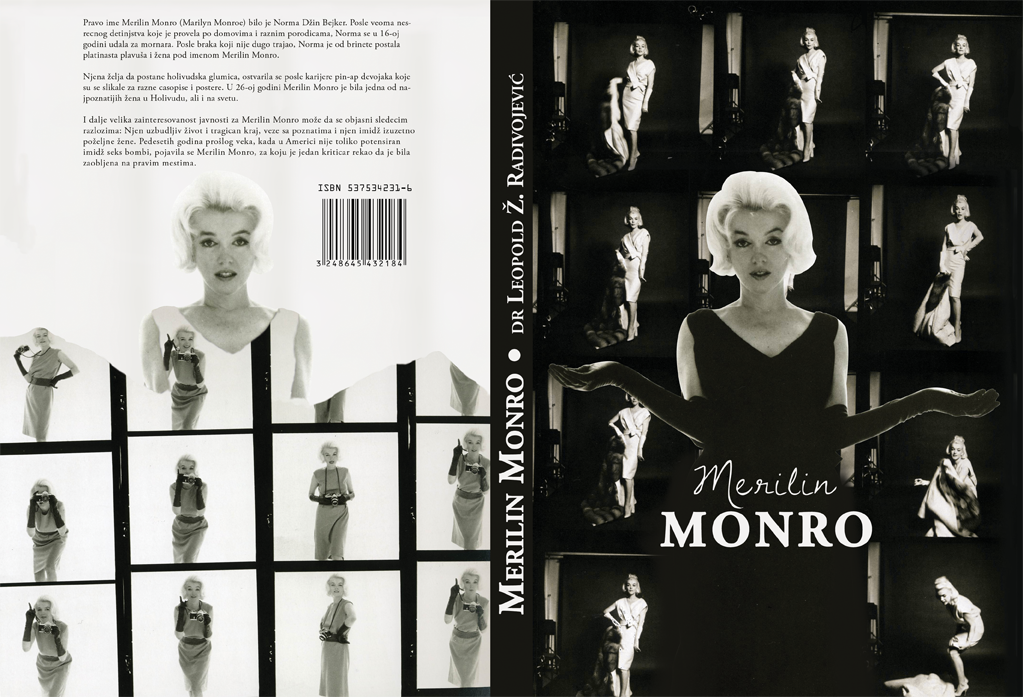 Pravo ime Merilin Monro (Marilyn Monroe) bilo je Norma Džin Bejker. Posle veoma nes-
recnog detinjstva koje je provela po domovima i raznim porodicama, Norma se u 16-oj
godini udala za mornara. Posle braka koji nije dugo trajao, Norma je od brinete postala
platinasta plavuša i žena pod imenom Merilin Monro.
Njena želja da postane holivudska glumica, ostvarila se posle karijere pin-ap devojaka koje
su se slikale za razne casopise i postere. U 26-oj godini Merilin Monro je bila jedna od na-
jpoznatijih žena u Holivudu, ali i na svetu.
I dalje velika zainteresovanost javnosti za Merilin Monro može da se objasni sledecim
razlozima: Njen uzbudljiv život i tragican kraj, veze sa poznatima i njen imidž izuzetno
poželjne žene. Pedesetih godina prošlog veka, kada u Americi nije toliko potensiran
imidž seks bombi, pojavila se Merilin Monro, za koju je jedan kriticar rekao da je bila
zaobljena na pravim mestima.
ISBN 537534231-6
3 248645 432184
Merilin Monro • dr Leopold Ž. Radivojević
Merilin
MONRO